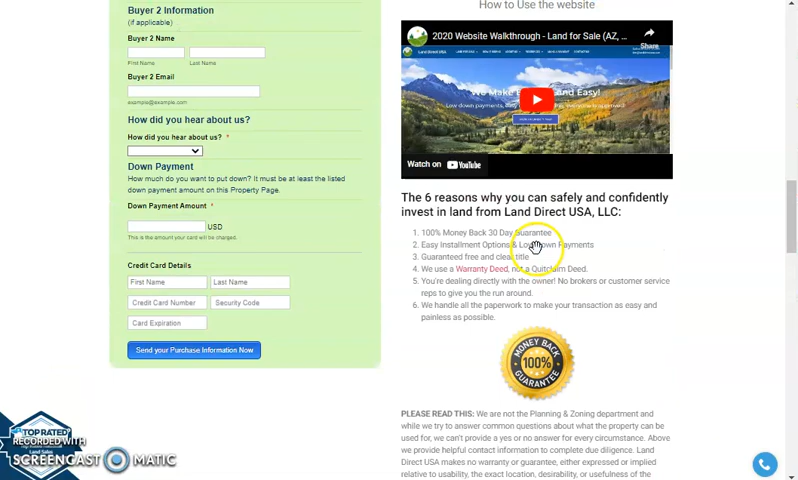 Buyer 2 Information
(if applicable)
Buyer 2 Name
First Name
Last Name
Buyer 2 Email
example@example.com
How did you hear about us?
How did you hear about us? *
Down Payment
How much do you want to put down? It must be at least the listed
down payment amount on this Property Page.
Down Payment Amount *
USD
This is the amount your card will be charged.
Credit Card Details
First Name
Last Name
Credit Card Number
Security Code
Card Expiration
Send your Purchase Information Now
TOP RATED
Land Sales
RECORDED WITH
SCREENCAST MATIC
How to Use the website
2020 Website Walkthrough - Land for Sale (AZ, ...
Share
We Make Land Easy!
Watch on YouTube
The 6 reasons why you can safely and confidently
invest in land from Land Direct USA, LLC:
1. 100% Money Back 30 Day Guarantee
2. Easy Installment Options & Low Down Payments
3. Guaranteed free and clear title
4. We use a Warranty Deed, not a Quitclaim Deed.
5. You're dealing directly with the owner! No brokers or customer service
reps to give you the run around.
6. We handle all the paperwork to make your transaction as easy and
painless as possible.
MONEY BACK
100%
GUARANTEE
PLEASE READ THIS: We are not the Planning & Zoning department and
while we try to answer common questions about what the property can be
used for, we can't provide a yes or no answer for every circumstance. Above
we provide helpful contact information to complete due diligence. Land
Direct USA makes no warranty or guarantee, either expressed or implied
relative to usability, the exact location, desirability, or usefulness of the